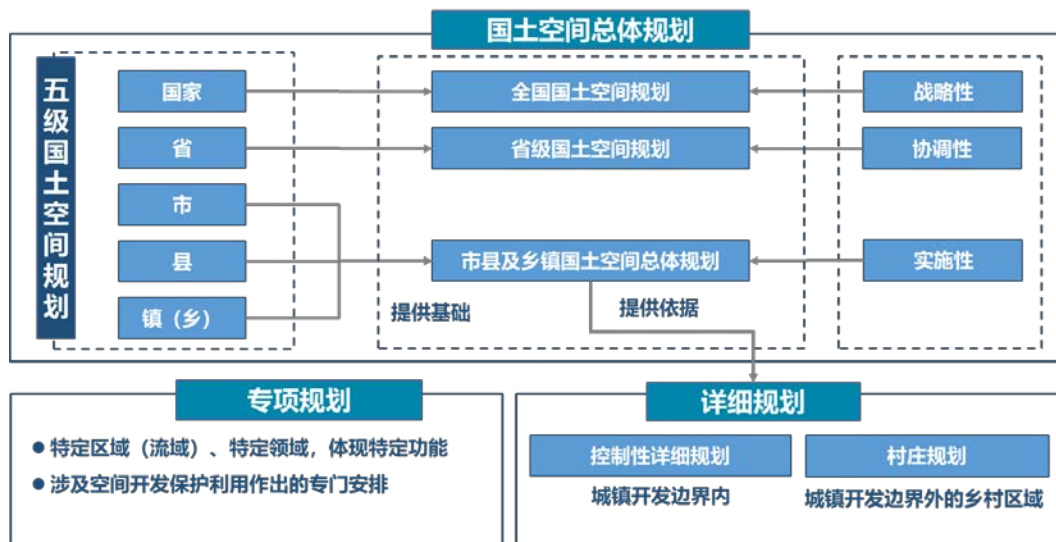 国土空间总体规划
五级国土空间规划
国家
全国国土空间规划
战略性
省
省级国土空间规划
协调性
市
县
市县及乡镇国土空间总体规划
实施性
镇（乡）
提供基础
提供依据
专项规划
● 特定区域（流域）、特定领域，体现特定功能
● 涉及空间开发保护利用作出的专门安排
详细规划
控制性详细规划
村庄规划
城镇开发边界内
城镇开发边界外的乡村区域